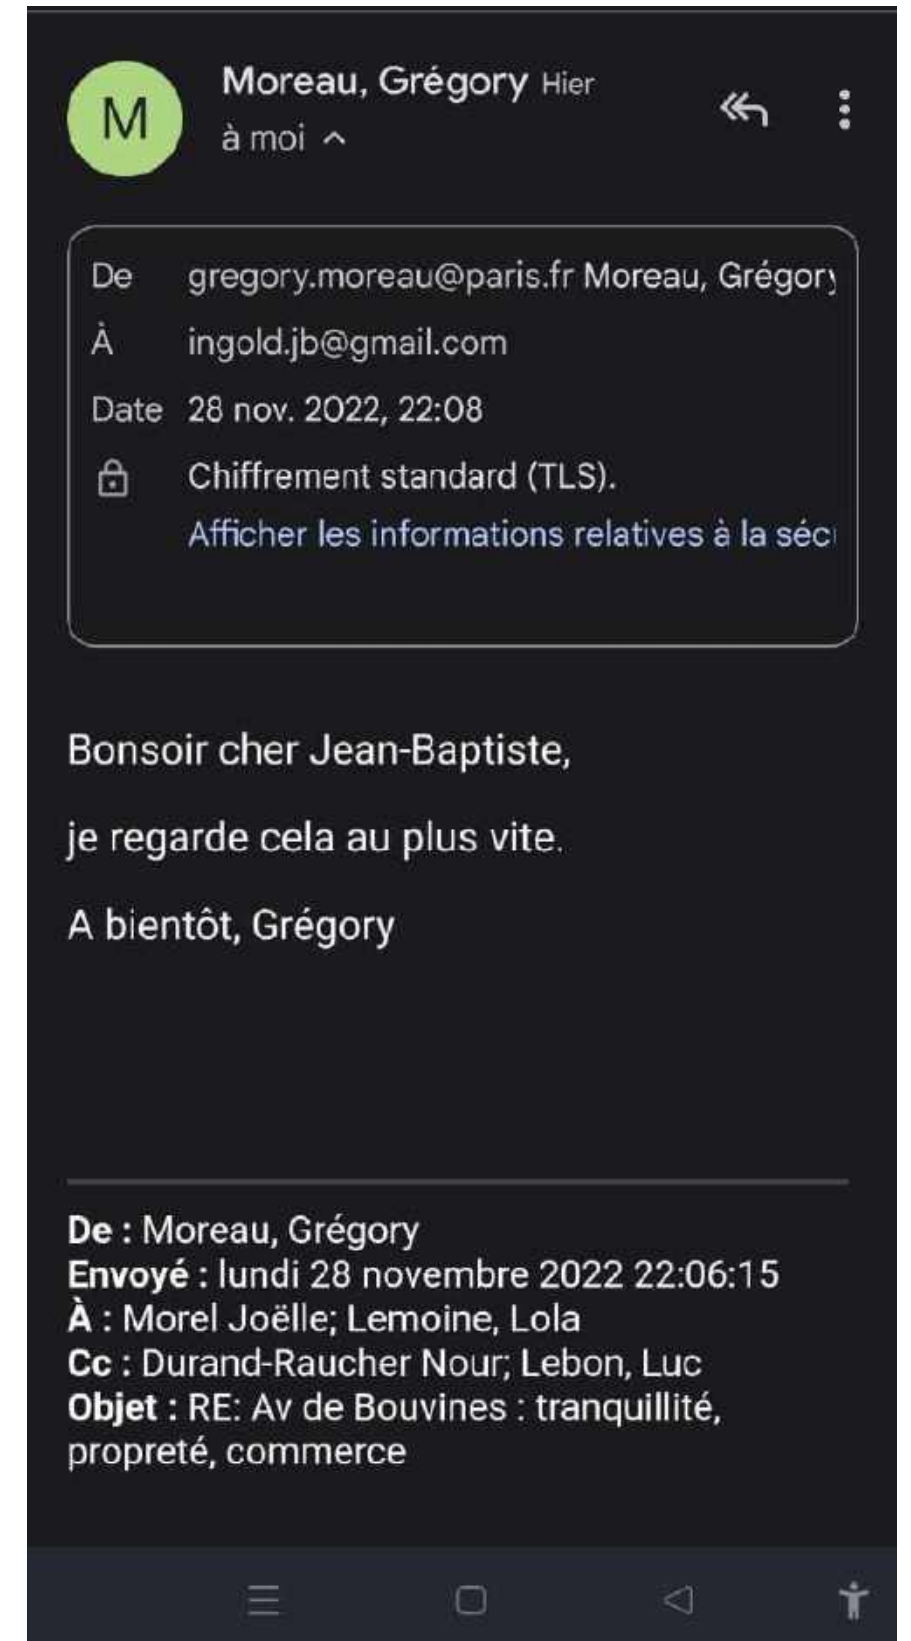 M
Moreau, Grégory Hier
à moi
De gregory.moreau@paris.fr Moreau, Grégory
À ingold.jb@gmail.com
Date 28 nov. 2022, 22:08
Chiffrement standard (TLS).
Afficher les informations relatives à la séc
Bonsoir cher Jean-Baptiste,
je regarde cela au plus vite.
A bientôt, Grégory
De : Moreau, Grégory
Envoyé : lundi 28 novembre 2022 22:06:15
À : Morel Joëlle; Lemoine, Lola
Cc : Durand-Raucher Nour; Lebon, Luc
Objet : RE: Av de Bouvines : tranquillité,
propreté, commerce